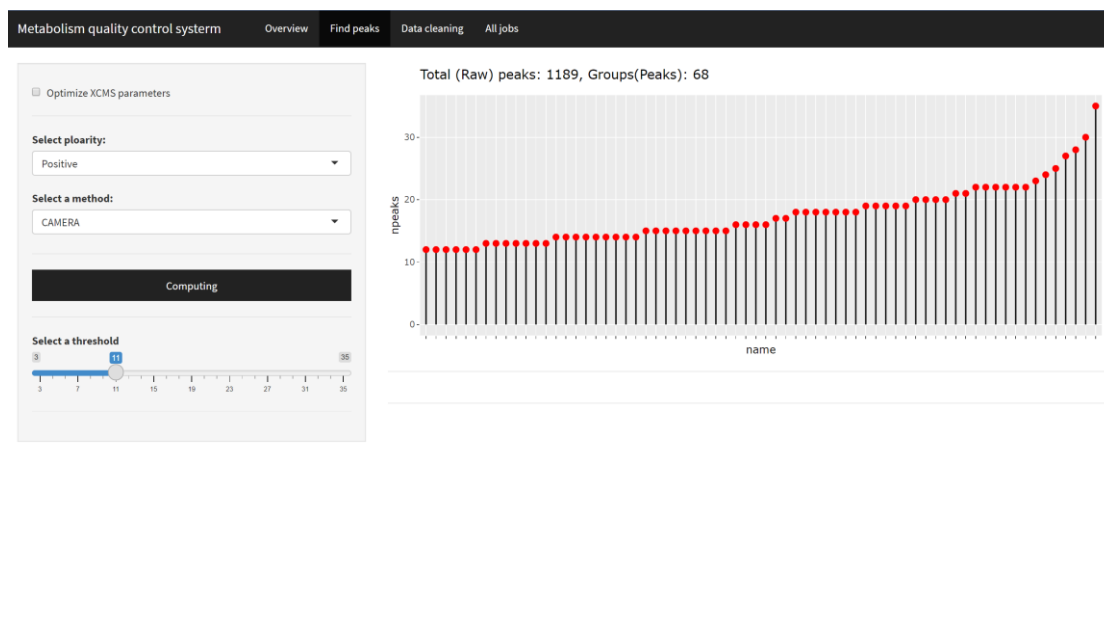 Metabolism quality control systerm Overview Find peaks Data cleaning All jobs
Optimize XCMS parameters
Select ploarity:
Positive
Select a method:
CAMERA
Computing
Select a threshold
3 11 35
3 7 11 15 19 23 27 31 35
Total (Raw) peaks: 1189, Groups(Peaks): 68
npeaks
30
20
10
0
name